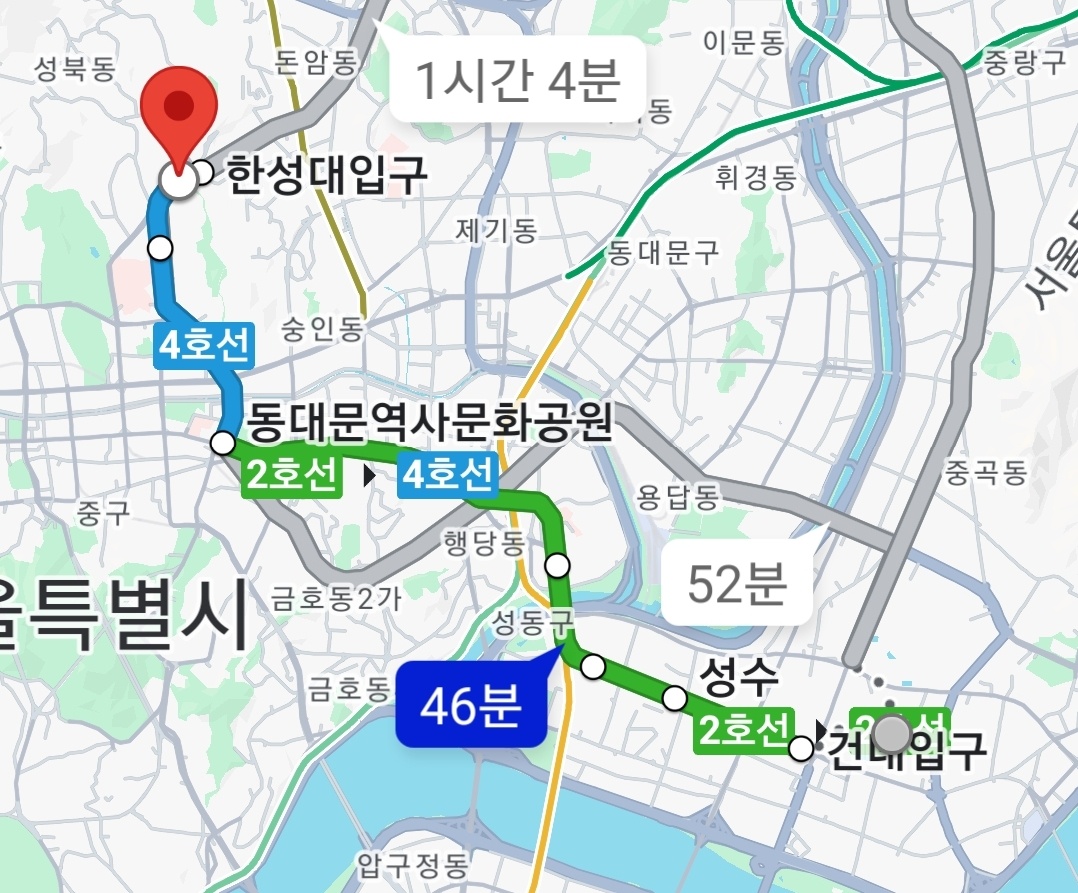 이문동
성북동
돈암동
중랑구
1시간 4분
한성대입구
휘경동
제기동
동대문구
서울
숭인동
4호선
동대문역사문화공원
2호선
4호선
중곡동
용답동
중구
행당동
52분
금호동2가
울특별시
성동구
성수
금호동
46분
2호선
건대입구
압구정동